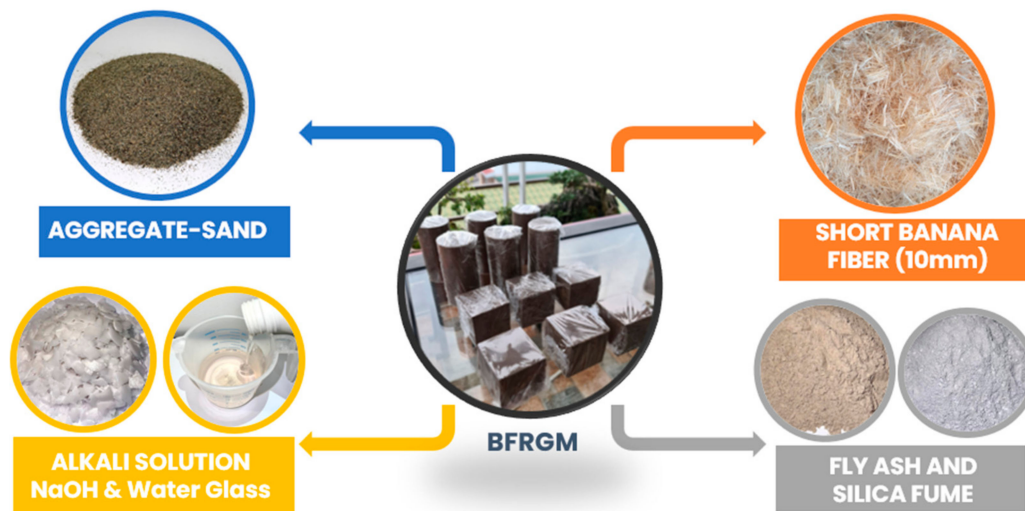 AGGREGATE-SAND
SHORT BANANA
FIBER (10mm)
BFRGM
ALKALI SOLUTION
NaOH & Water Glass
FLY ASH AND
SILICA FUME